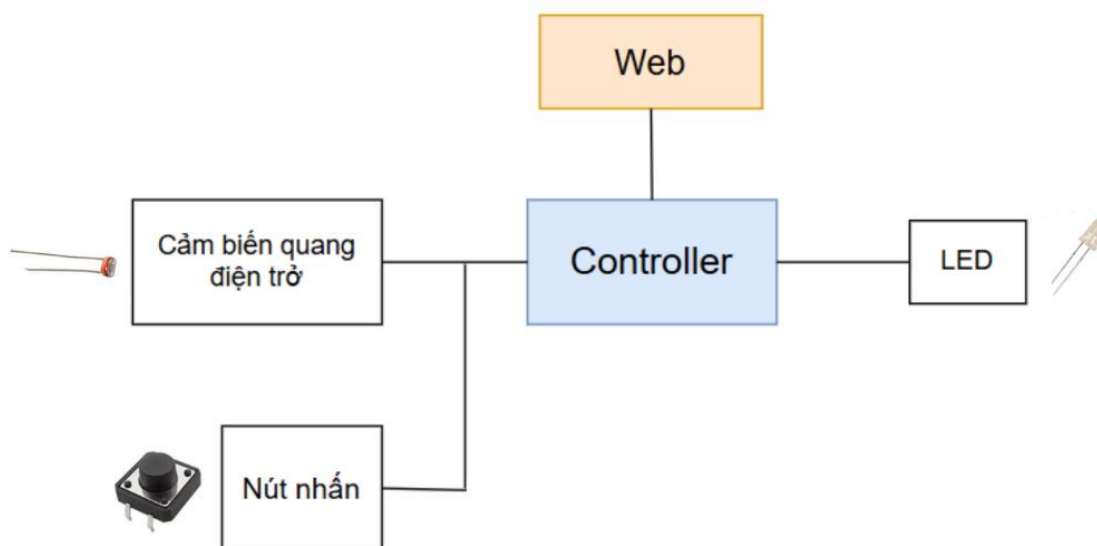 Web
Cảm biến quang
điện trở
Controller
LED
Nút nhấn